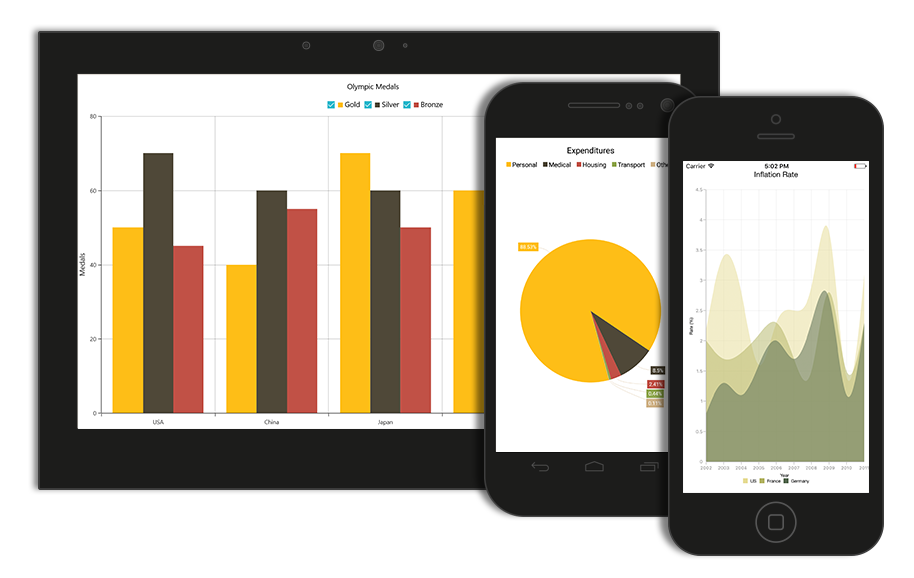 Olympic Medals
Gold Silver Bronze
80
60
40
20
0
Medals
USA China Japan
Expenditures
Personal Medical Housing Transport Oth
8.5%
2.41%
0.44%
Carrier 5:02 PM
Inflation Rate
4.5
4
3.5
3
2.5
2
1.5
1
0.5
0
Rate (%)
2002 2003 2004 2005 2006 2007 2008 2009 2010 2011
Year
US France Germany